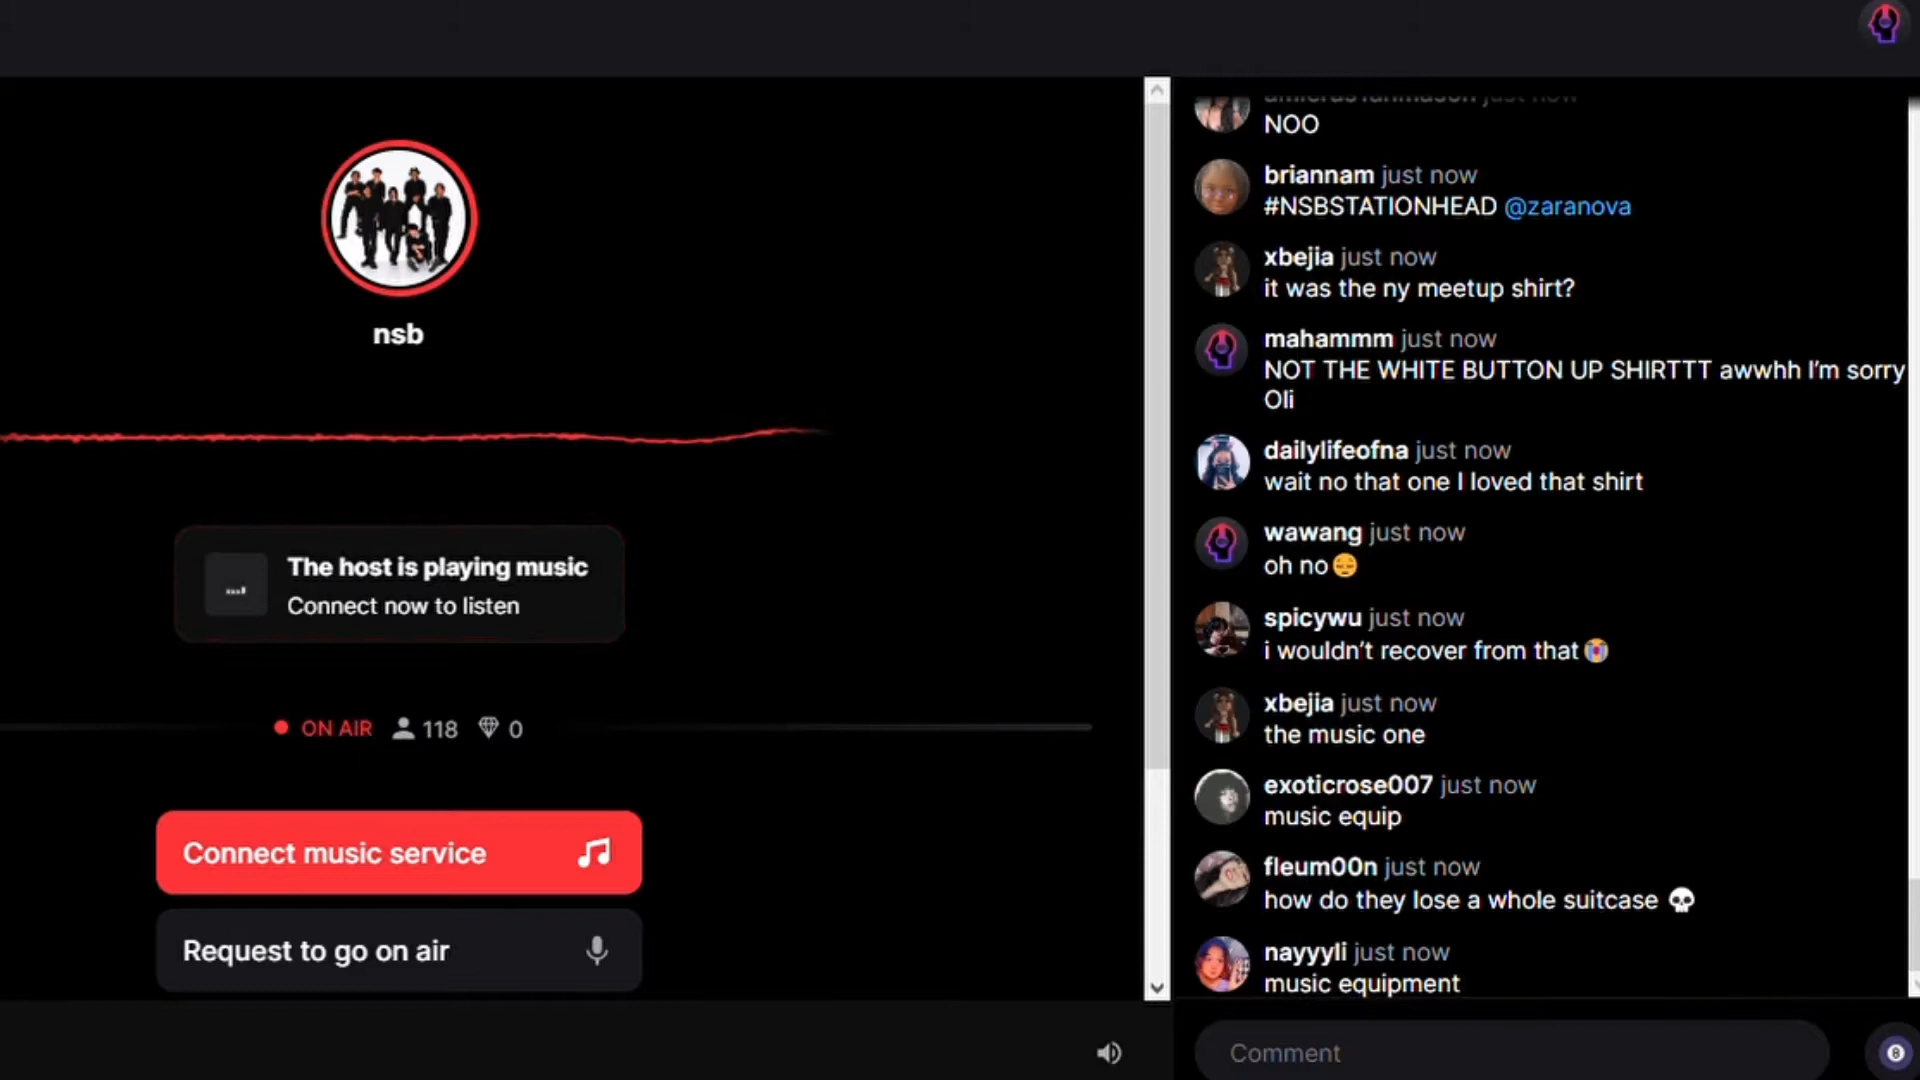 nsb
The host is playing music
Connect now to listen
ON AIR 118 0
Connect music service
Request to go on air
just now
NOO
briannam just now
#NSBSTATIONHEAD @zaranova
xbejia just now
it was the ny meetup shirt?
mahammm just now
NOT THE WHITE BUTTON UP SHIRTTT awwhh I'm sorry
Oli
dailylifeofna just now
wait no that one I loved that shirt
wawang just now
oh no😔
spicywu just now
i wouldn't recover from that😭
xbejia just now
the music one
exoticrose007 just now
music equip
fleum00n just now
how do they lose a whole suitcase 💀
nayyyli just now
music equipment
Comment
8